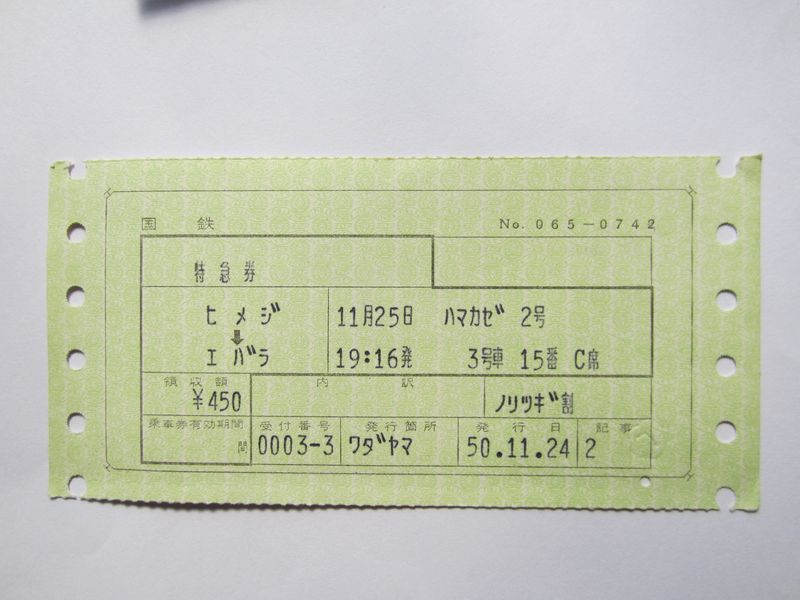 国 鉄 No. 065-0742
特急券
ヒメジ 11月25日 ハマカゼ 2号
↓
エバラ 19:16発 3号車 15番 C席
領収額 内訳
¥450 ノリツギ割
乗車券有効期間 受付番号 発行箇所 発行日 記事
間 0003-3 ワダヤマ 50.11.24 2